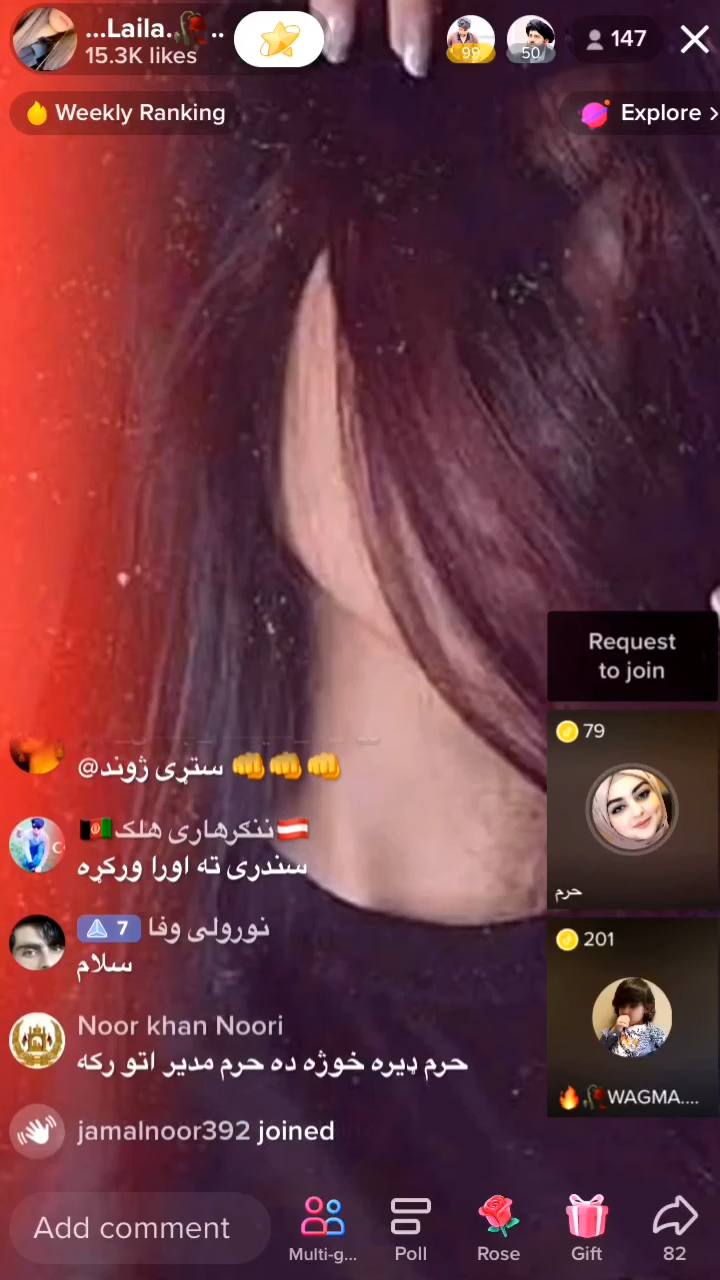 ...Laila.🥀..
15.3K likes
99
50
147
Weekly Ranking
Explore
Request
to join
79
حرم
201
🔥🥀WAGMA....
@ستړی ژوند 👊👊👊
🇦🇫ننګرهاری هلک🇦🇹
سندری ته اورا ورکړه
7 نورولی وفا
سلام
Noor khan Noori
حرم ډیره خوژه ده حرم مدیر اتو رکه
jamalnoor392 joined
Add comment
Multi-g...
Poll
Rose
Gift
82